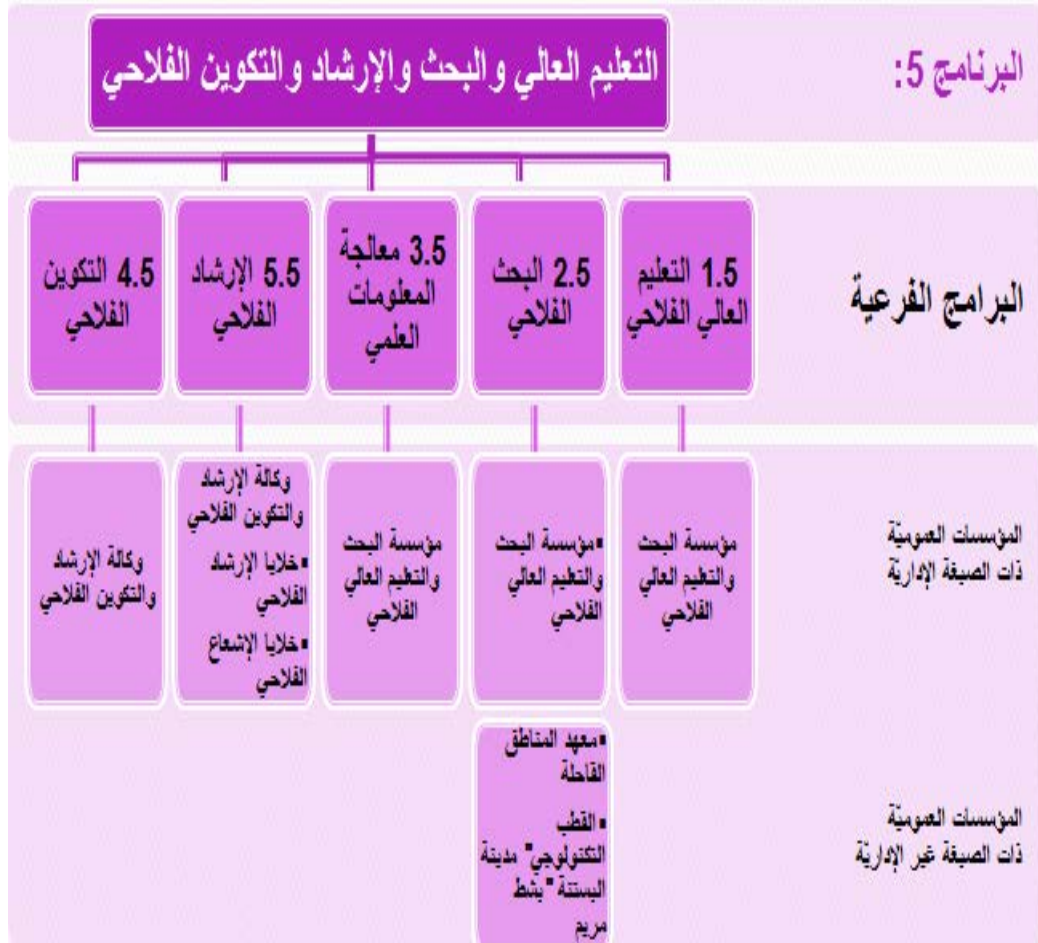 البرنامج 5:
التعليم العالي والبحث والإرشاد والتكوين الفلاحي
البرامج الفرعية
1.5 التعليم
العالي الفلاحي
2.5 البحث
الفلاحي
3.5 معالجة
المعلومات
العلمي
5.5 الإرشاد
الفلاحي
4.5 التكوين
الفلاحي
المؤسسات العموميّة
ذات الصبغة الإداريّة
مؤسسة البحث
والتعليم العالي
الفلاحي
▪مؤسسة البحث
والتعليم العالي
الفلاحي
مؤسسة البحث
والتعليم العالي
الفلاحي
وكالة الإرشاد
والتكوين الفلاحي
▪خلايا الإرشاد
الفلاحي
▪خلايا الإشعاع
الفلاحي
وكالة الإرشاد
والتكوين الفلاحي
المؤسسات العموميّة
ذات الصبغة غير الإداريّة
▪معهد المناطق
القاحلة
▪القطب
التكنولوجي" مدينة
البستنة "بشط
مريم